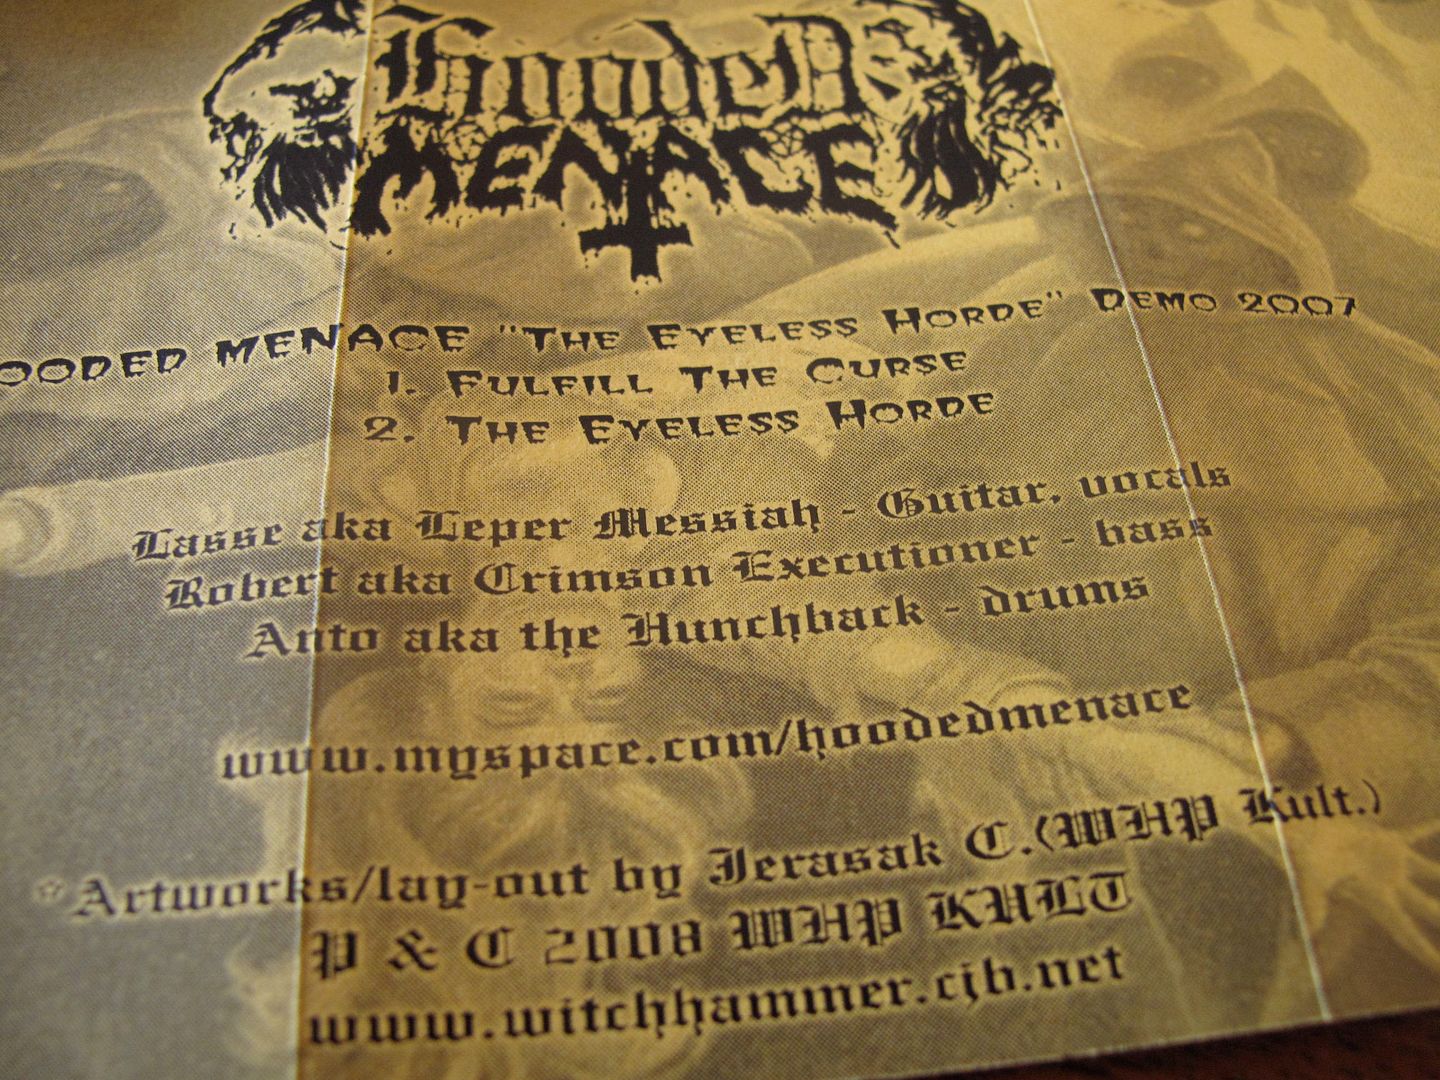 Hooded
MENACE
OODED MENACE "THE EYELESS HORDE" DEMO 2007
1. FULFILL THE CURSE
2. THE EYELESS HORDE
Lasse aka Leper Messiah - Guitar, vocals
Robert aka Crimson Executioner - bass
Anto aka the Hunchback - drums
www.myspace.com/hoodedmenace
*Artworks/lay-out by Jerasak C.(WHP Kult.)
P & C 2008 WHP KULT
www.witchhammer.cjb.net